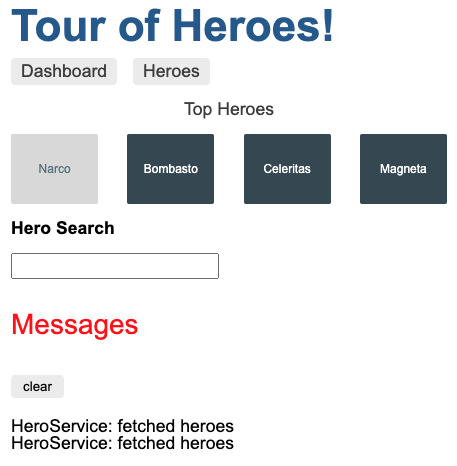 Tour of Heroes!
Dashboard Heroes
Top Heroes
Narco Bombasto Celeritas Magneta
Hero Search
Messages
clear
HeroService: fetched heroes
HeroService: fetched heroes